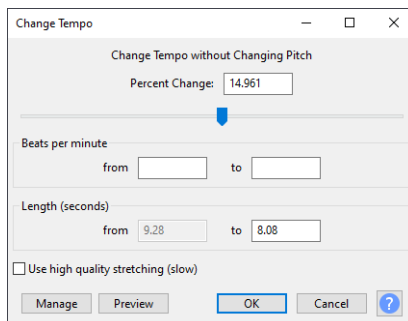 Change Tempo
Change Tempo without Changing Pitch
Percent Change: 14.961
Beats per minute
from to
Length (seconds)
from 9.28 to 8.08
Use high quality stretching (slow)
Manage Preview OK Cancel ?